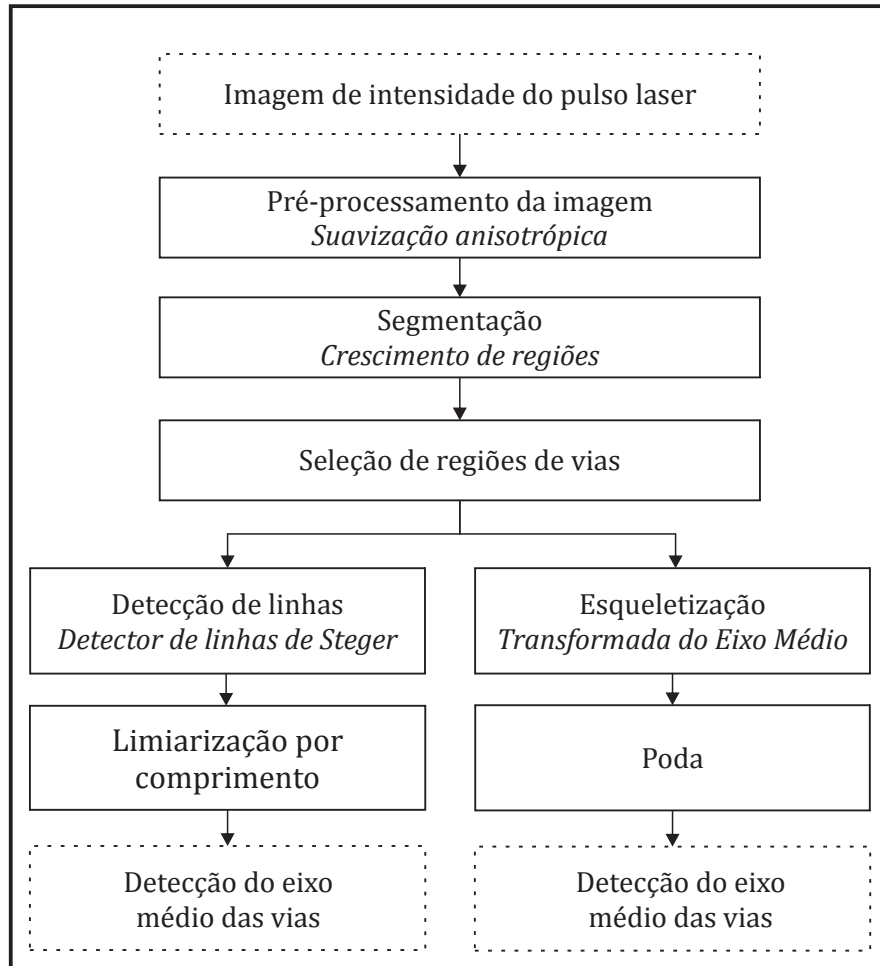 Imagem de intensidade do pulso laser
Pré-processamento da imagem
Suavização anisotrópica
Segmentação
Crescimento de regiões
Seleção de regiões de vias
Detecção de linhas
Detector de linhas de Steger
Limiarização por
comprimento
Detecção do eixo
médio das vias
Esqueletização
Transformada do Eixo Médio
Poda
Detecção do eixo
médio das vias